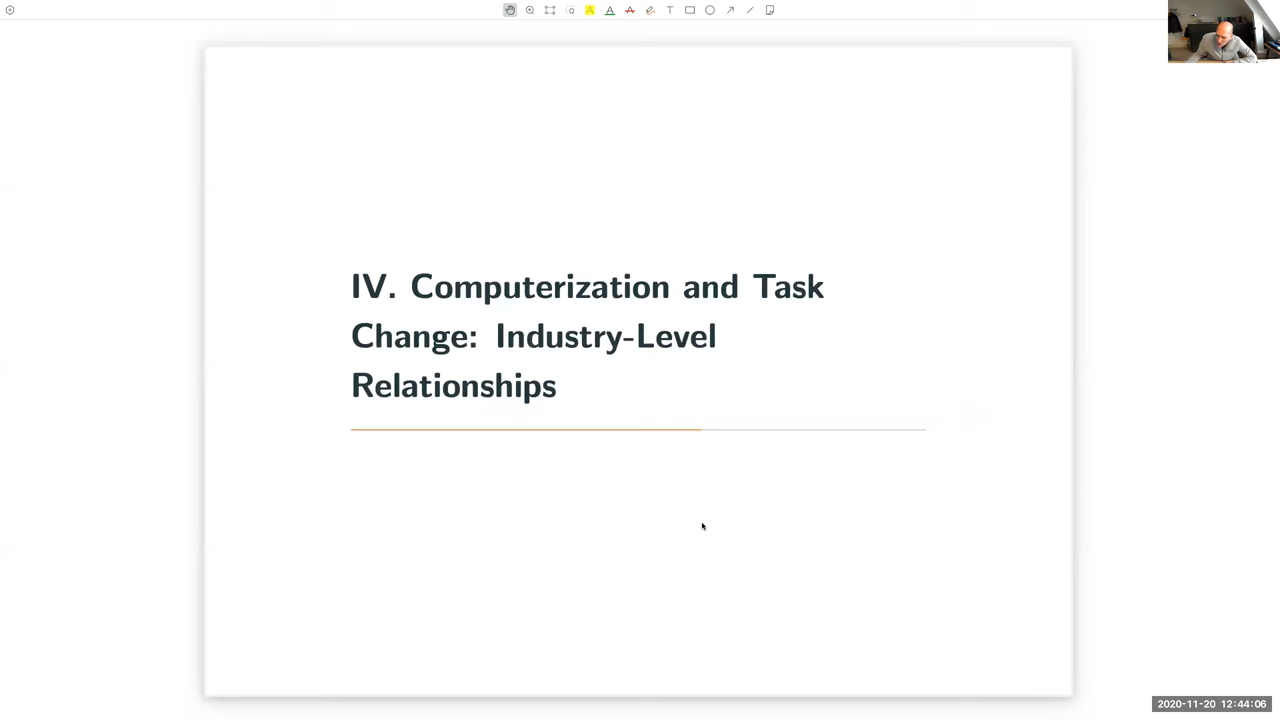 IV. Computerization and Task
Change: Industry-Level
Relationships
2020-11-20 12:44:06